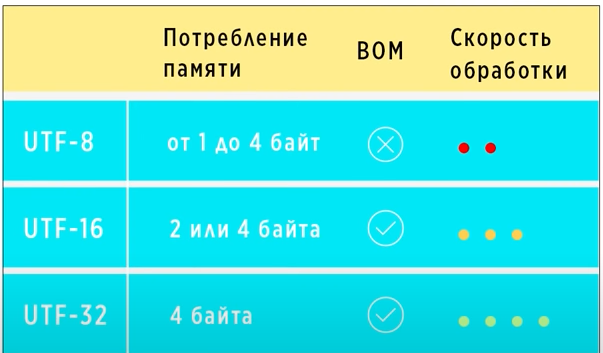 Потребление памяти BOM Скорость обработки
UTF-8 от 1 до 4 байт
UTF-16 2 или 4 байта
UTF-32 4 байта